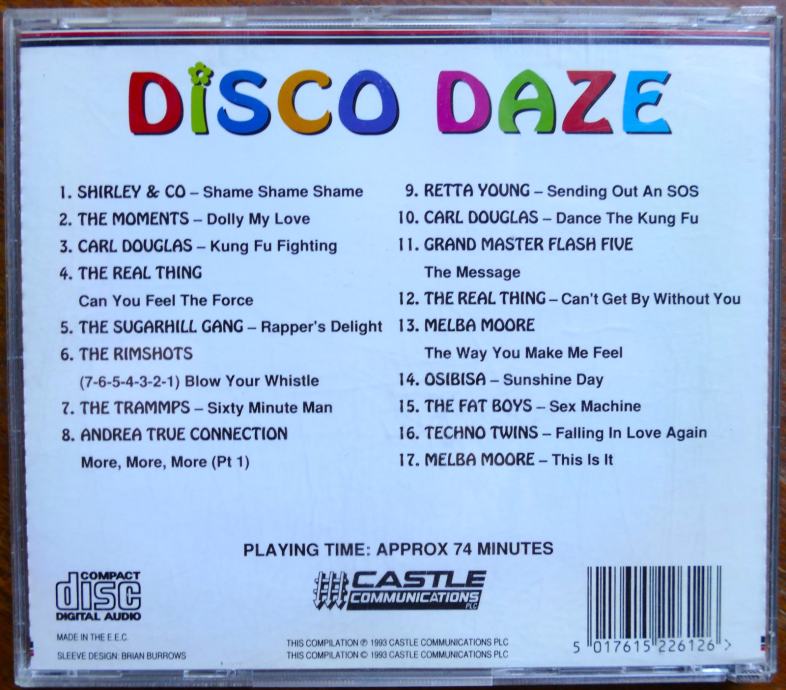 DISCO DAZE
1. SHIRLEY & CO – Shame Shame Shame
2. THE MOMENTS – Dolly My Love
3. CARL DOUGLAS – Kung Fu Fighting
4. THE REAL THING
Can You Feel The Force
5. THE SUGARHILL GANG – Rapper's Delight
6. THE RIMSHOTS
(7-6-5-4-3-2-1) Blow Your Whistle
7. THE TRAMMPS – Sixty Minute Man
8. ANDREA TRUE CONNECTION
More, More, More (Pt 1)
9. RETTA YOUNG – Sending Out An SOS
10. CARL DOUGLAS – Dance The Kung Fu
11. GRAND MASTER FLASH FIVE
The Message
12. THE REAL THING – Can't Get By Without You
13. MELBA MOORE
The Way You Make Me Feel
14. OSIBISA – Sunshine Day
15. THE FAT BOYS – Sex Machine
16. TECHNO TWINS – Falling In Love Again
17. MELBA MOORE – This Is It
PLAYING TIME: APPROX 74 MINUTES
COMPACT
disc
DIGITAL AUDIO
CASTLE
COMMUNICATIONS
PLC
MADE IN THE E.E.C.
SLEEVE DESIGN: BRIAN BURROWS
THIS COMPILATION ℗ 1993 CASTLE COMMUNICATIONS PLC
THIS COMPILATION © 1993 CASTLE COMMUNICATIONS PLC
5 017615 226126 >